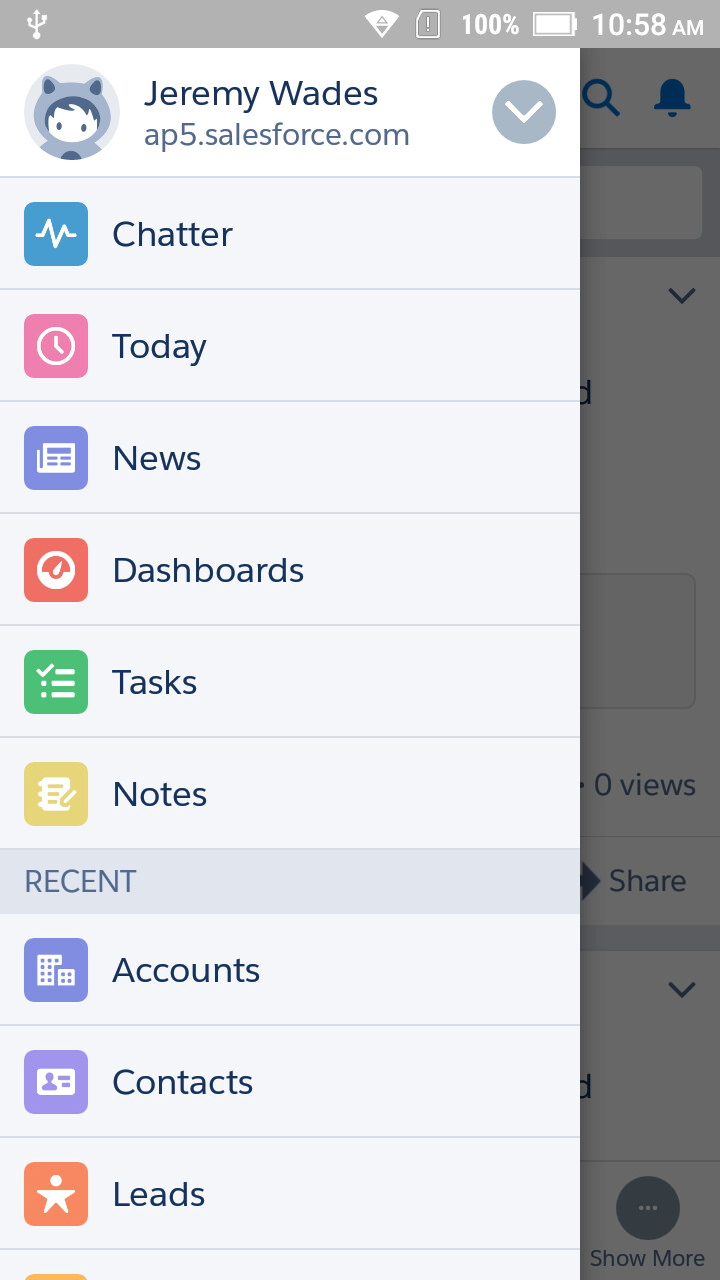 100% 10:58 AM
Jeremy Wades
ap5.salesforce.com
Chatter
Today
News
Dashboards
Tasks
Notes
RECENT
Accounts
Contacts
Leads
d
• 0 views
Share
d
Show More